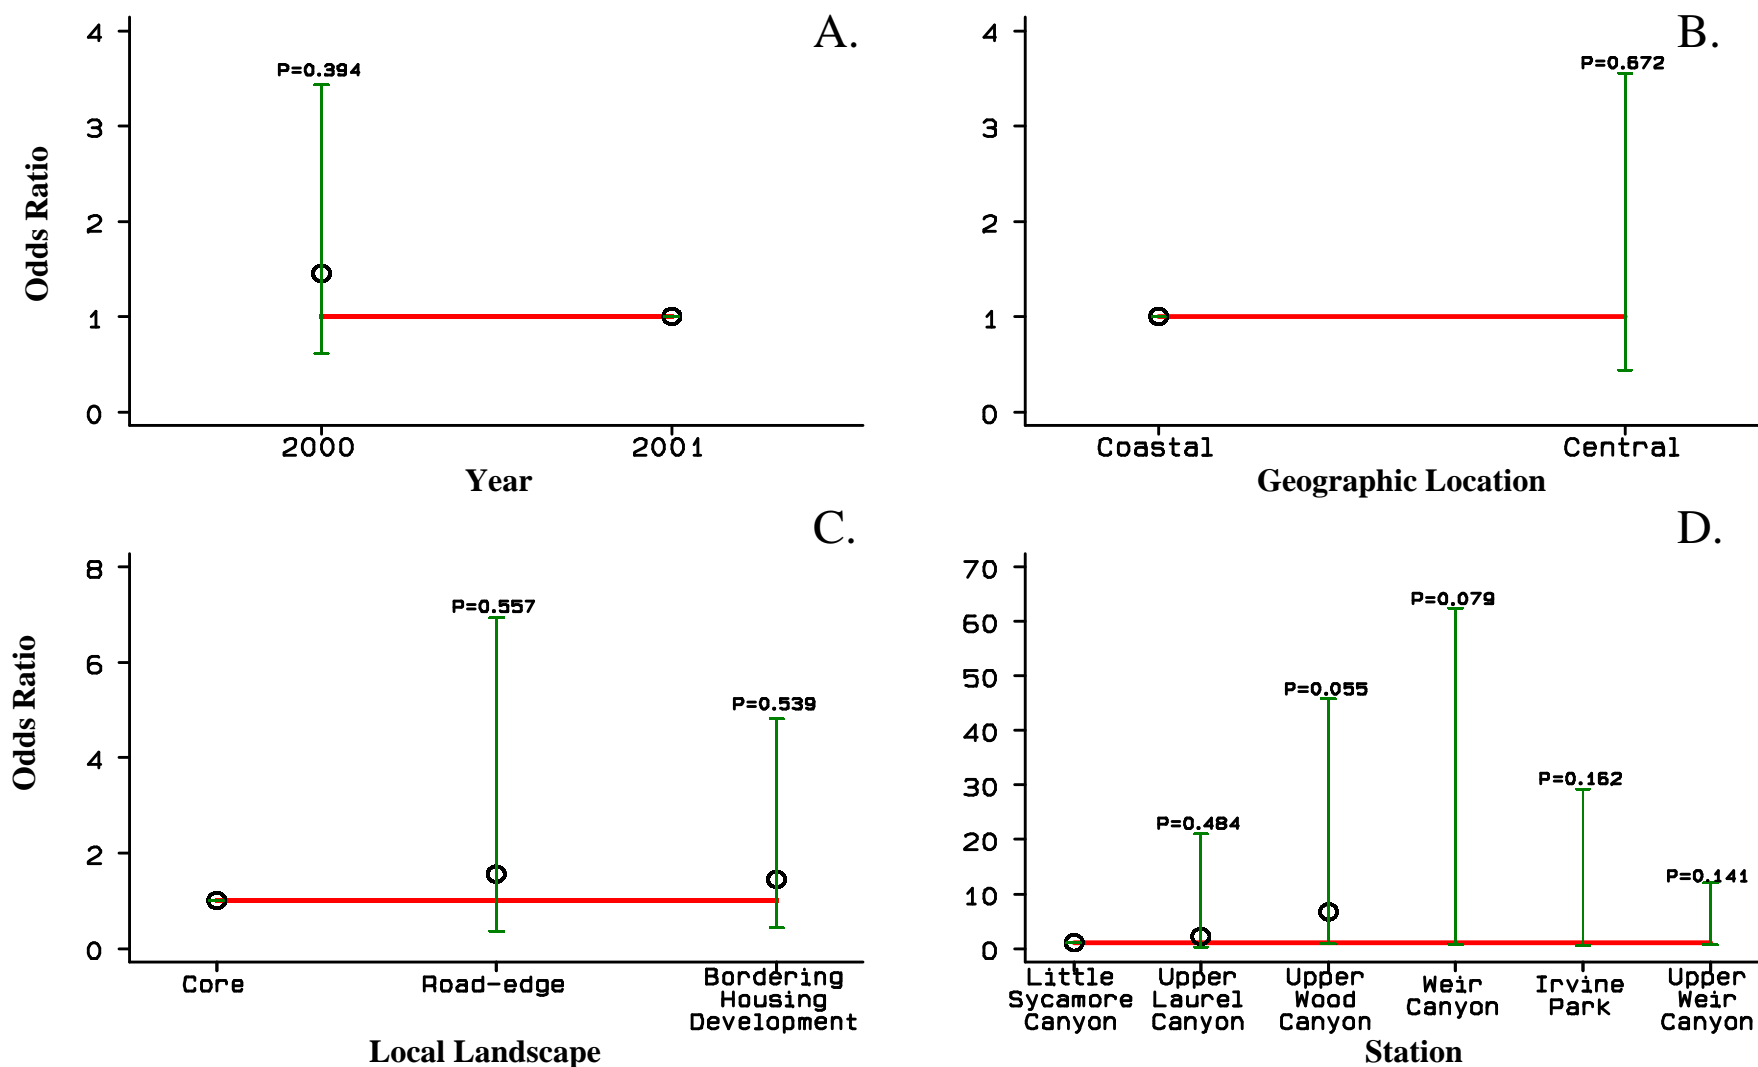 A.
4
3
2
1
0
Odds Ratio
P=0.394
2000 2001
Year
B.
4
3
2
1
0
P=0.672
Coastal Central
Geographic Location
C.
8
6
4
2
0
Odds Ratio
P=0.557
P=0.539
Core Road-edge Bordering
Housing
Development
Local Landscape
D.
70
60
50
40
30
20
10
0
P=0.484
P=0.055
P=0.079
P=0.162
P=0.141
Little Upper Upper Weir Irvine Upper
Sycamore Laurel Wood Canyon Park Weir
Canyon Canyon Canyon Canyon
Station